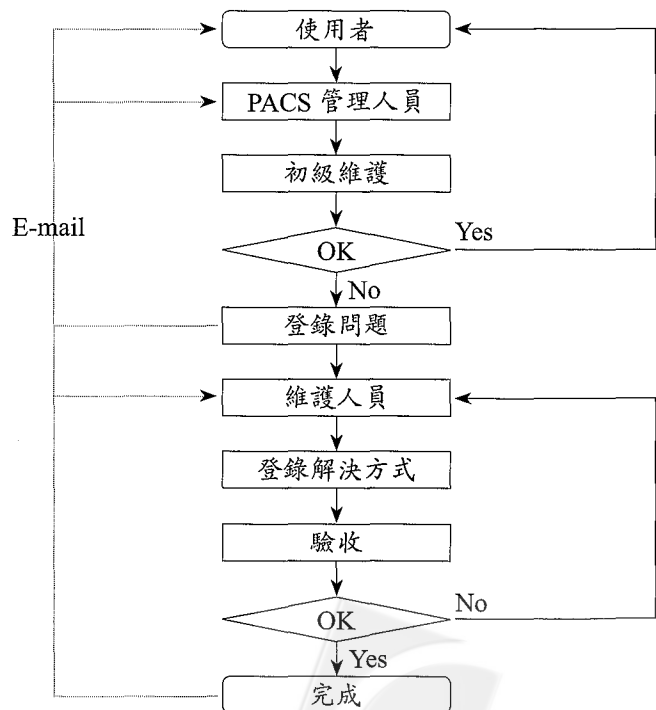 使用者
PACS 管理人員
初級維護
E-mail
OK
Yes
No
登錄問題
維護人員
登錄解決方式
驗收
OK
No
Yes
完成